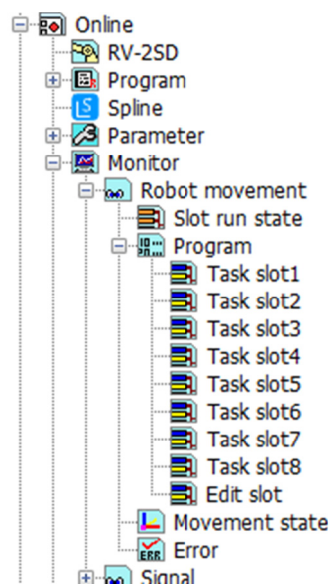 Online
RV-2SD
Program
Spline
Parameter
Monitor
Robot movement
Slot run state
Program
Task slot1
Task slot2
Task slot3
Task slot4
Task slot5
Task slot6
Task slot7
Task slot8
Edit slot
Movement state
ERR Error
Signal